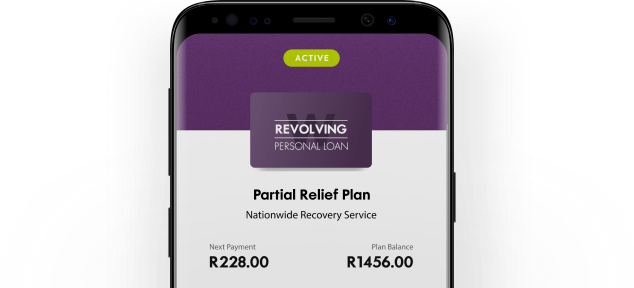 ACTIVE
REVOLVING
PERSONAL LOAN
Partial Relief Plan
Nationwide Recovery Service
Next Payment
Plan Balance
R228.00
R1456.00